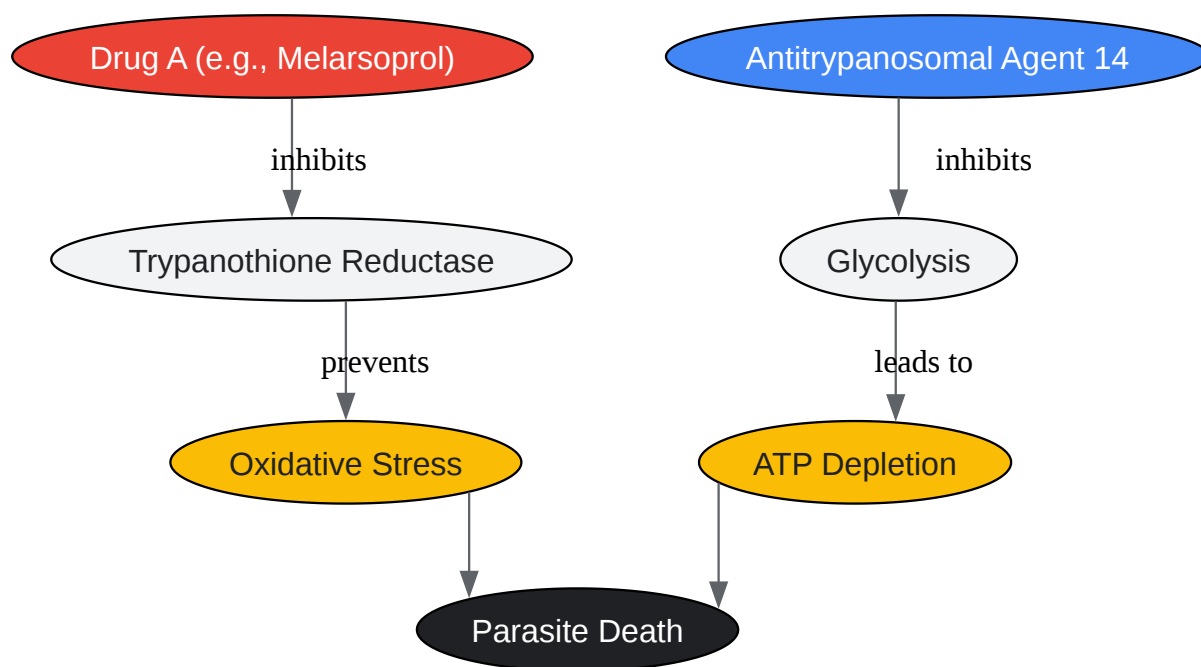 Drug A (e.g., Melarsoprol)
Antitrypanosomal Agent 14
inhibits
inhibits
Trypanothione Reductase
Glycolysis
prevents
leads to
Oxidative Stress
ATP Depletion
Parasite Death